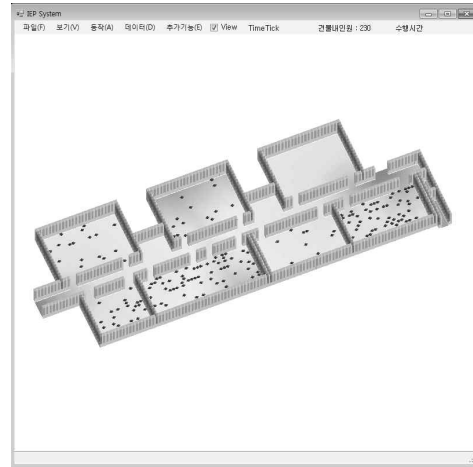 IEP System
파일(F) 보기(V) 동작(A) 데이터(D) 추가기능(E) View TimeTick 건물내인원 : 230 수행시간